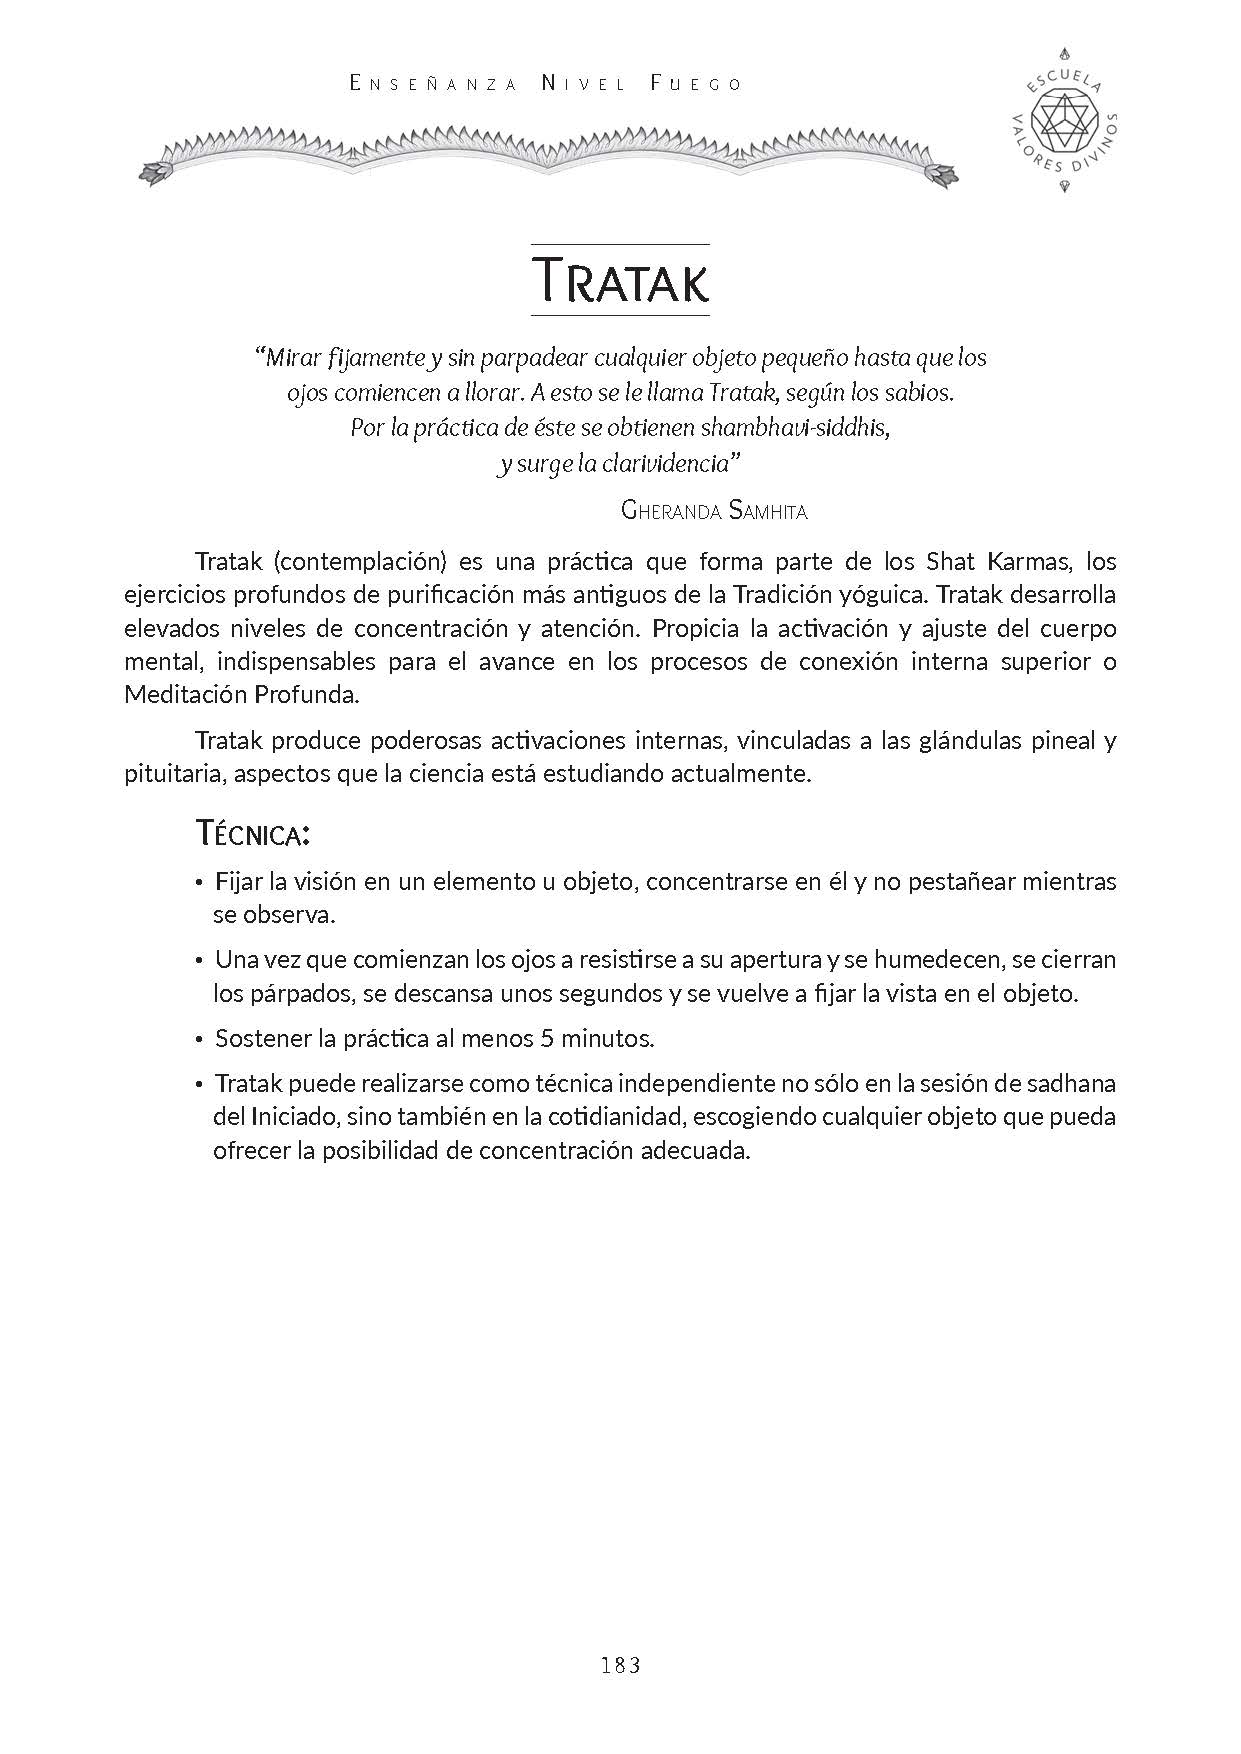 Enseñanza Nivel Fuego
ESCUELA VALORES DIVINOS
Tratak
“Mirar fijamente y sin parpadear cualquier objeto pequeño hasta que los
ojos comiencen a llorar. A esto se le llama Tratak, según los sabios.
Por la práctica de éste se obtienen shambhavi-siddhis,
y surge la clarividencia”
Gheranda Samhita
Tratak (contemplación) es una práctica que forma parte de los Shat Karmas, los
ejercicios profundos de purificación más antiguos de la Tradición yóguica. Tratak desarrolla
elevados niveles de concentración y atención. Propicia la activación y ajuste del cuerpo
mental, indispensables para el avance en los procesos de conexión interna superior o
Meditación Profunda.
Tratak produce poderosas activaciones internas, vinculadas a las glándulas pineal y
pituitaria, aspectos que la ciencia está estudiando actualmente.
Técnica:
• Fijar la visión en un elemento u objeto, concentrarse en él y no pestañear mientras
se observa.
• Una vez que comienzan los ojos a resistirse a su apertura y se humedecen, se cierran
los párpados, se descansa unos segundos y se vuelve a fijar la vista en el objeto.
• Sostener la práctica al menos 5 minutos.
• Tratak puede realizarse como técnica independiente no sólo en la sesión de sadhana
del Iniciado, sino también en la cotidianidad, escogiendo cualquier objeto que pueda
ofrecer la posibilidad de concentración adecuada.
183